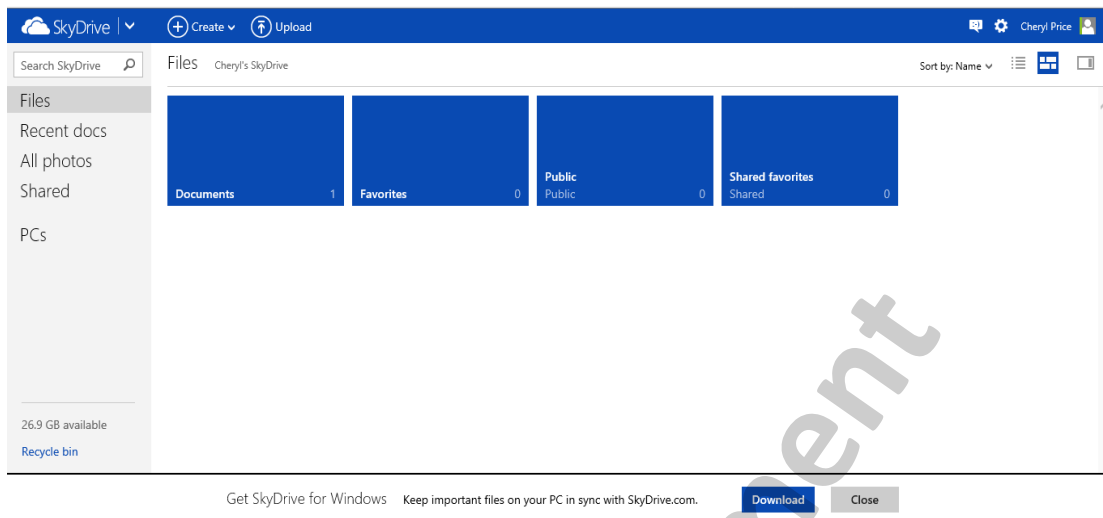 SkyDrive
Create
Upload
Cheryl Price
Search SkyDrive
Files Cheryl's SkyDrive
Sort by: Name
Files
Recent docs
All photos
Shared
PCs
Documents 1
Favorites 0
Public
Public 0
Shared favorites
Shared 0
26.9 GB available
Recycle bin
Get SkyDrive for Windows Keep important files on your PC in sync with SkyDrive.com.
Download
Close